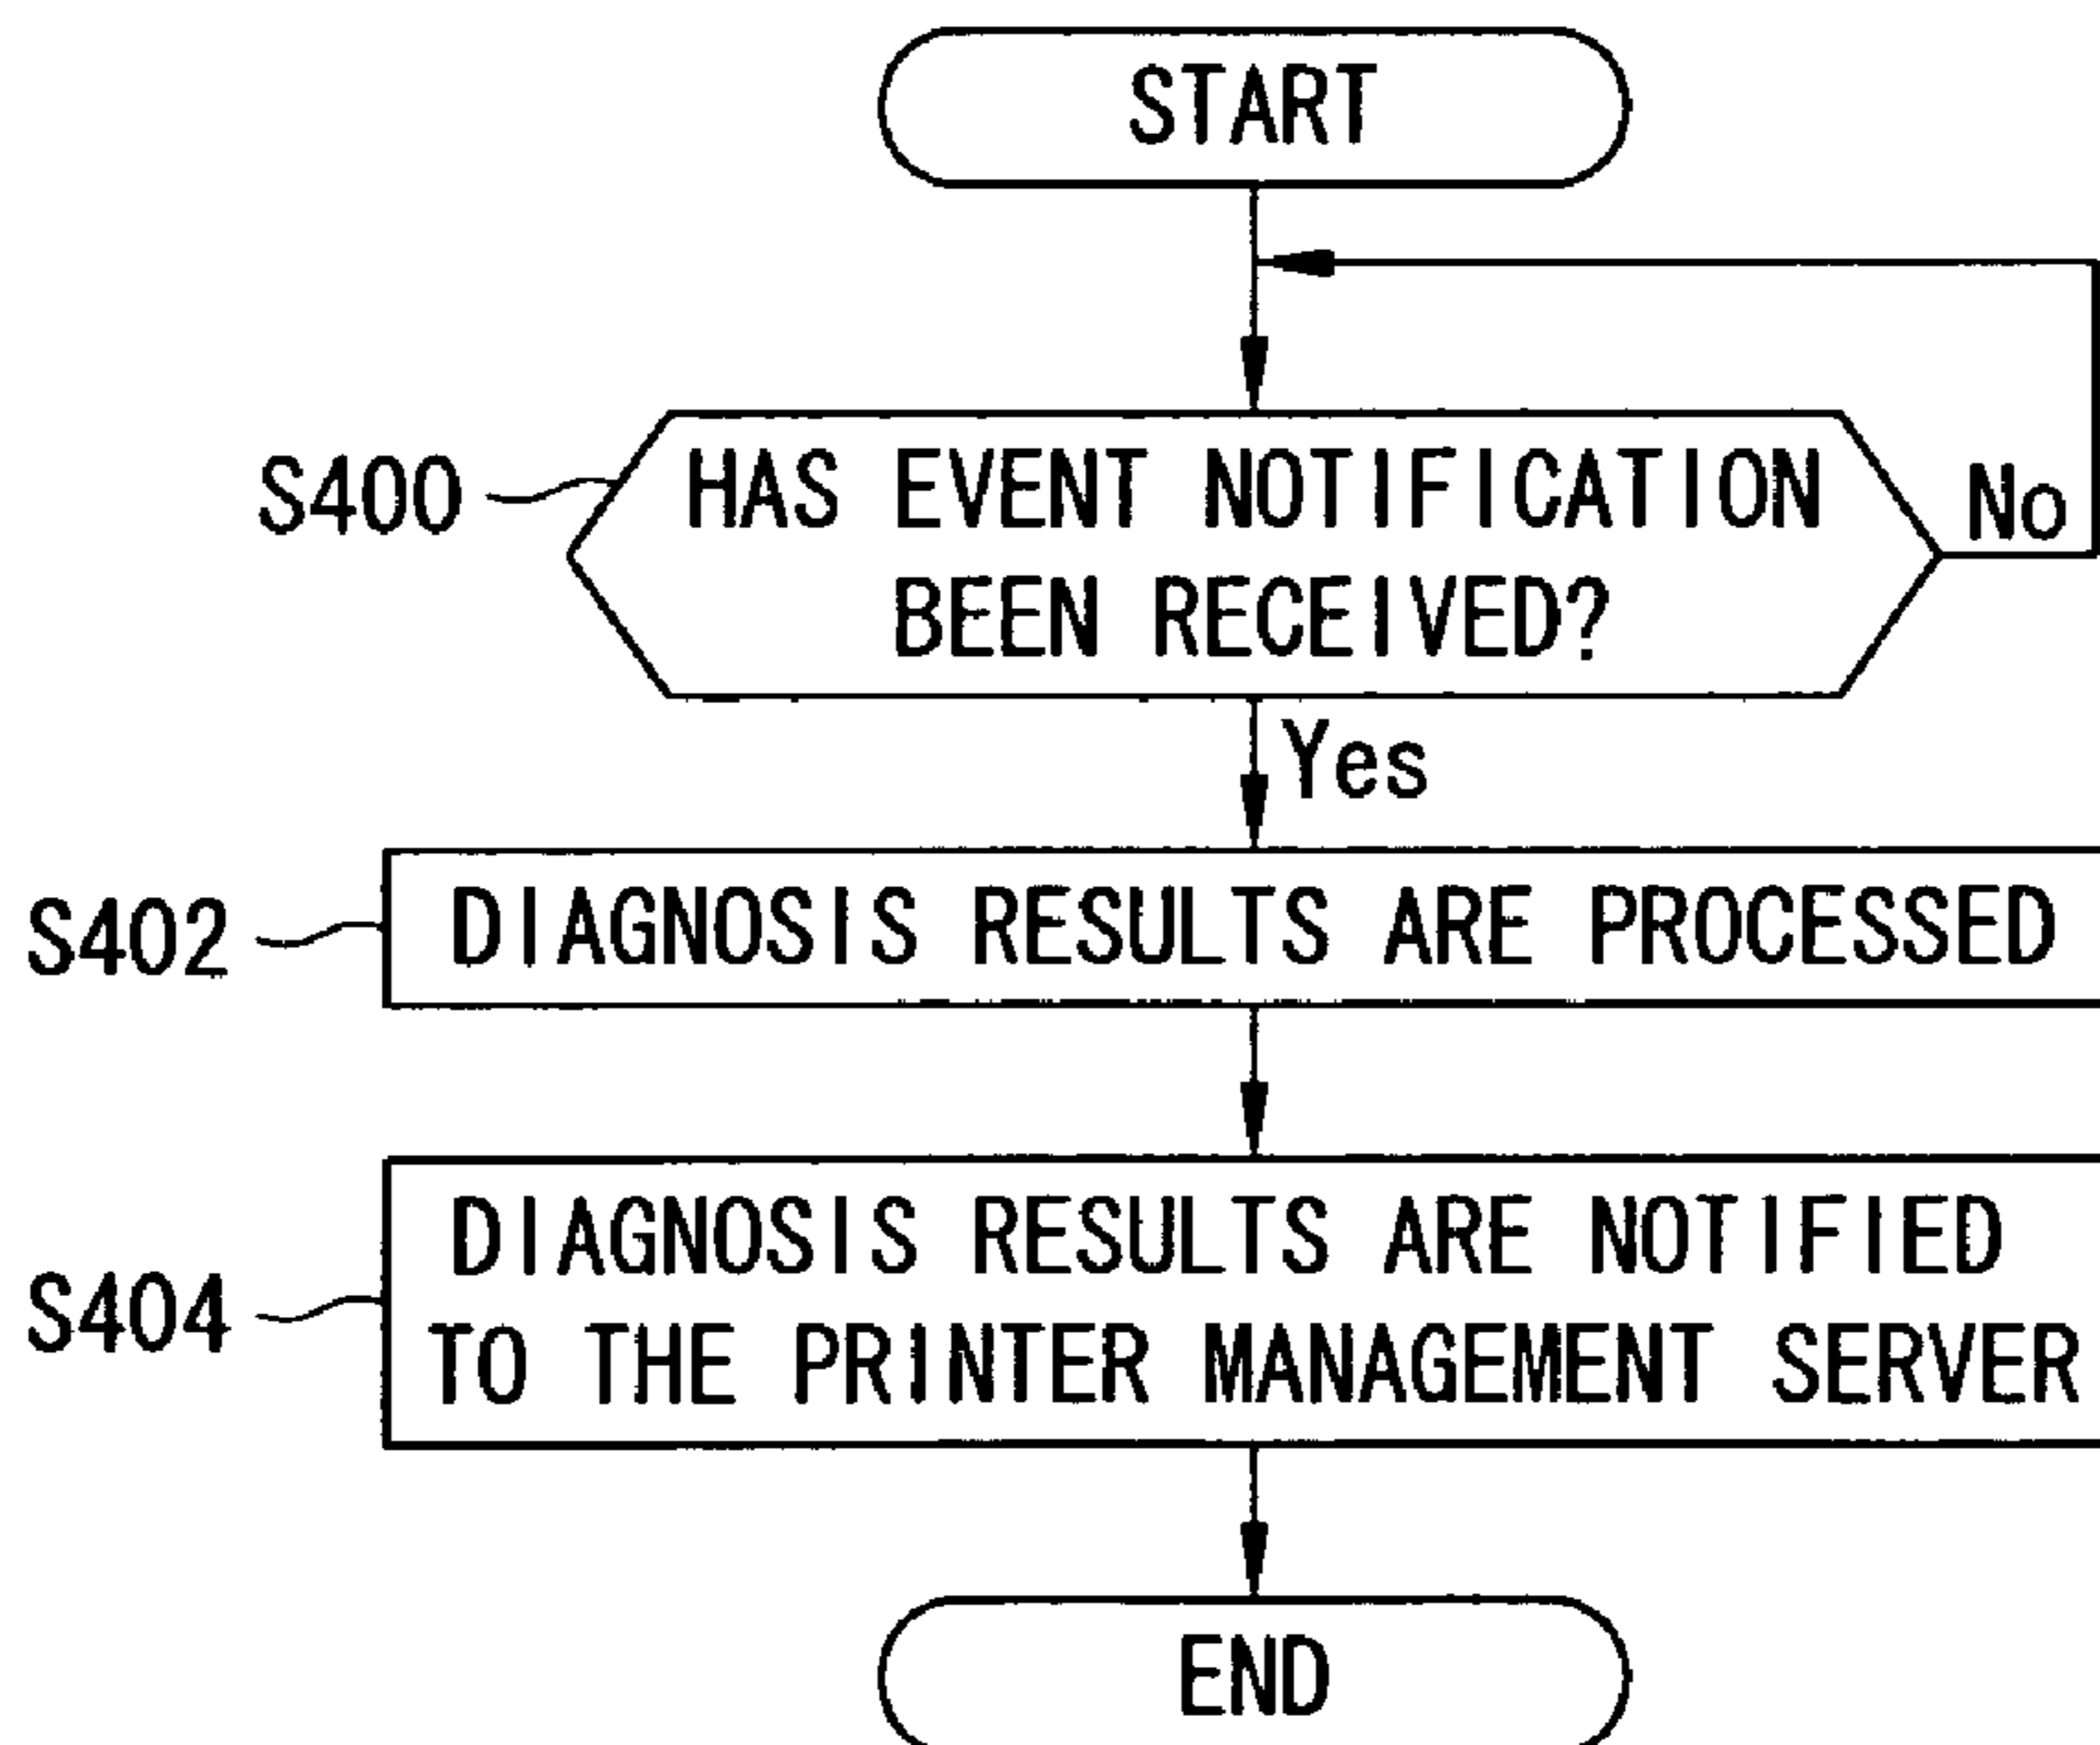 START
S400
HAS EVENT NOTIFICATION
BEEN RECEIVED?
No
Yes
S402
DIAGNOSIS RESULTS ARE PROCESSED
S404
DIAGNOSIS RESULTS ARE NOTIFIED
TO THE PRINTER MANAGEMENT SERVER
END